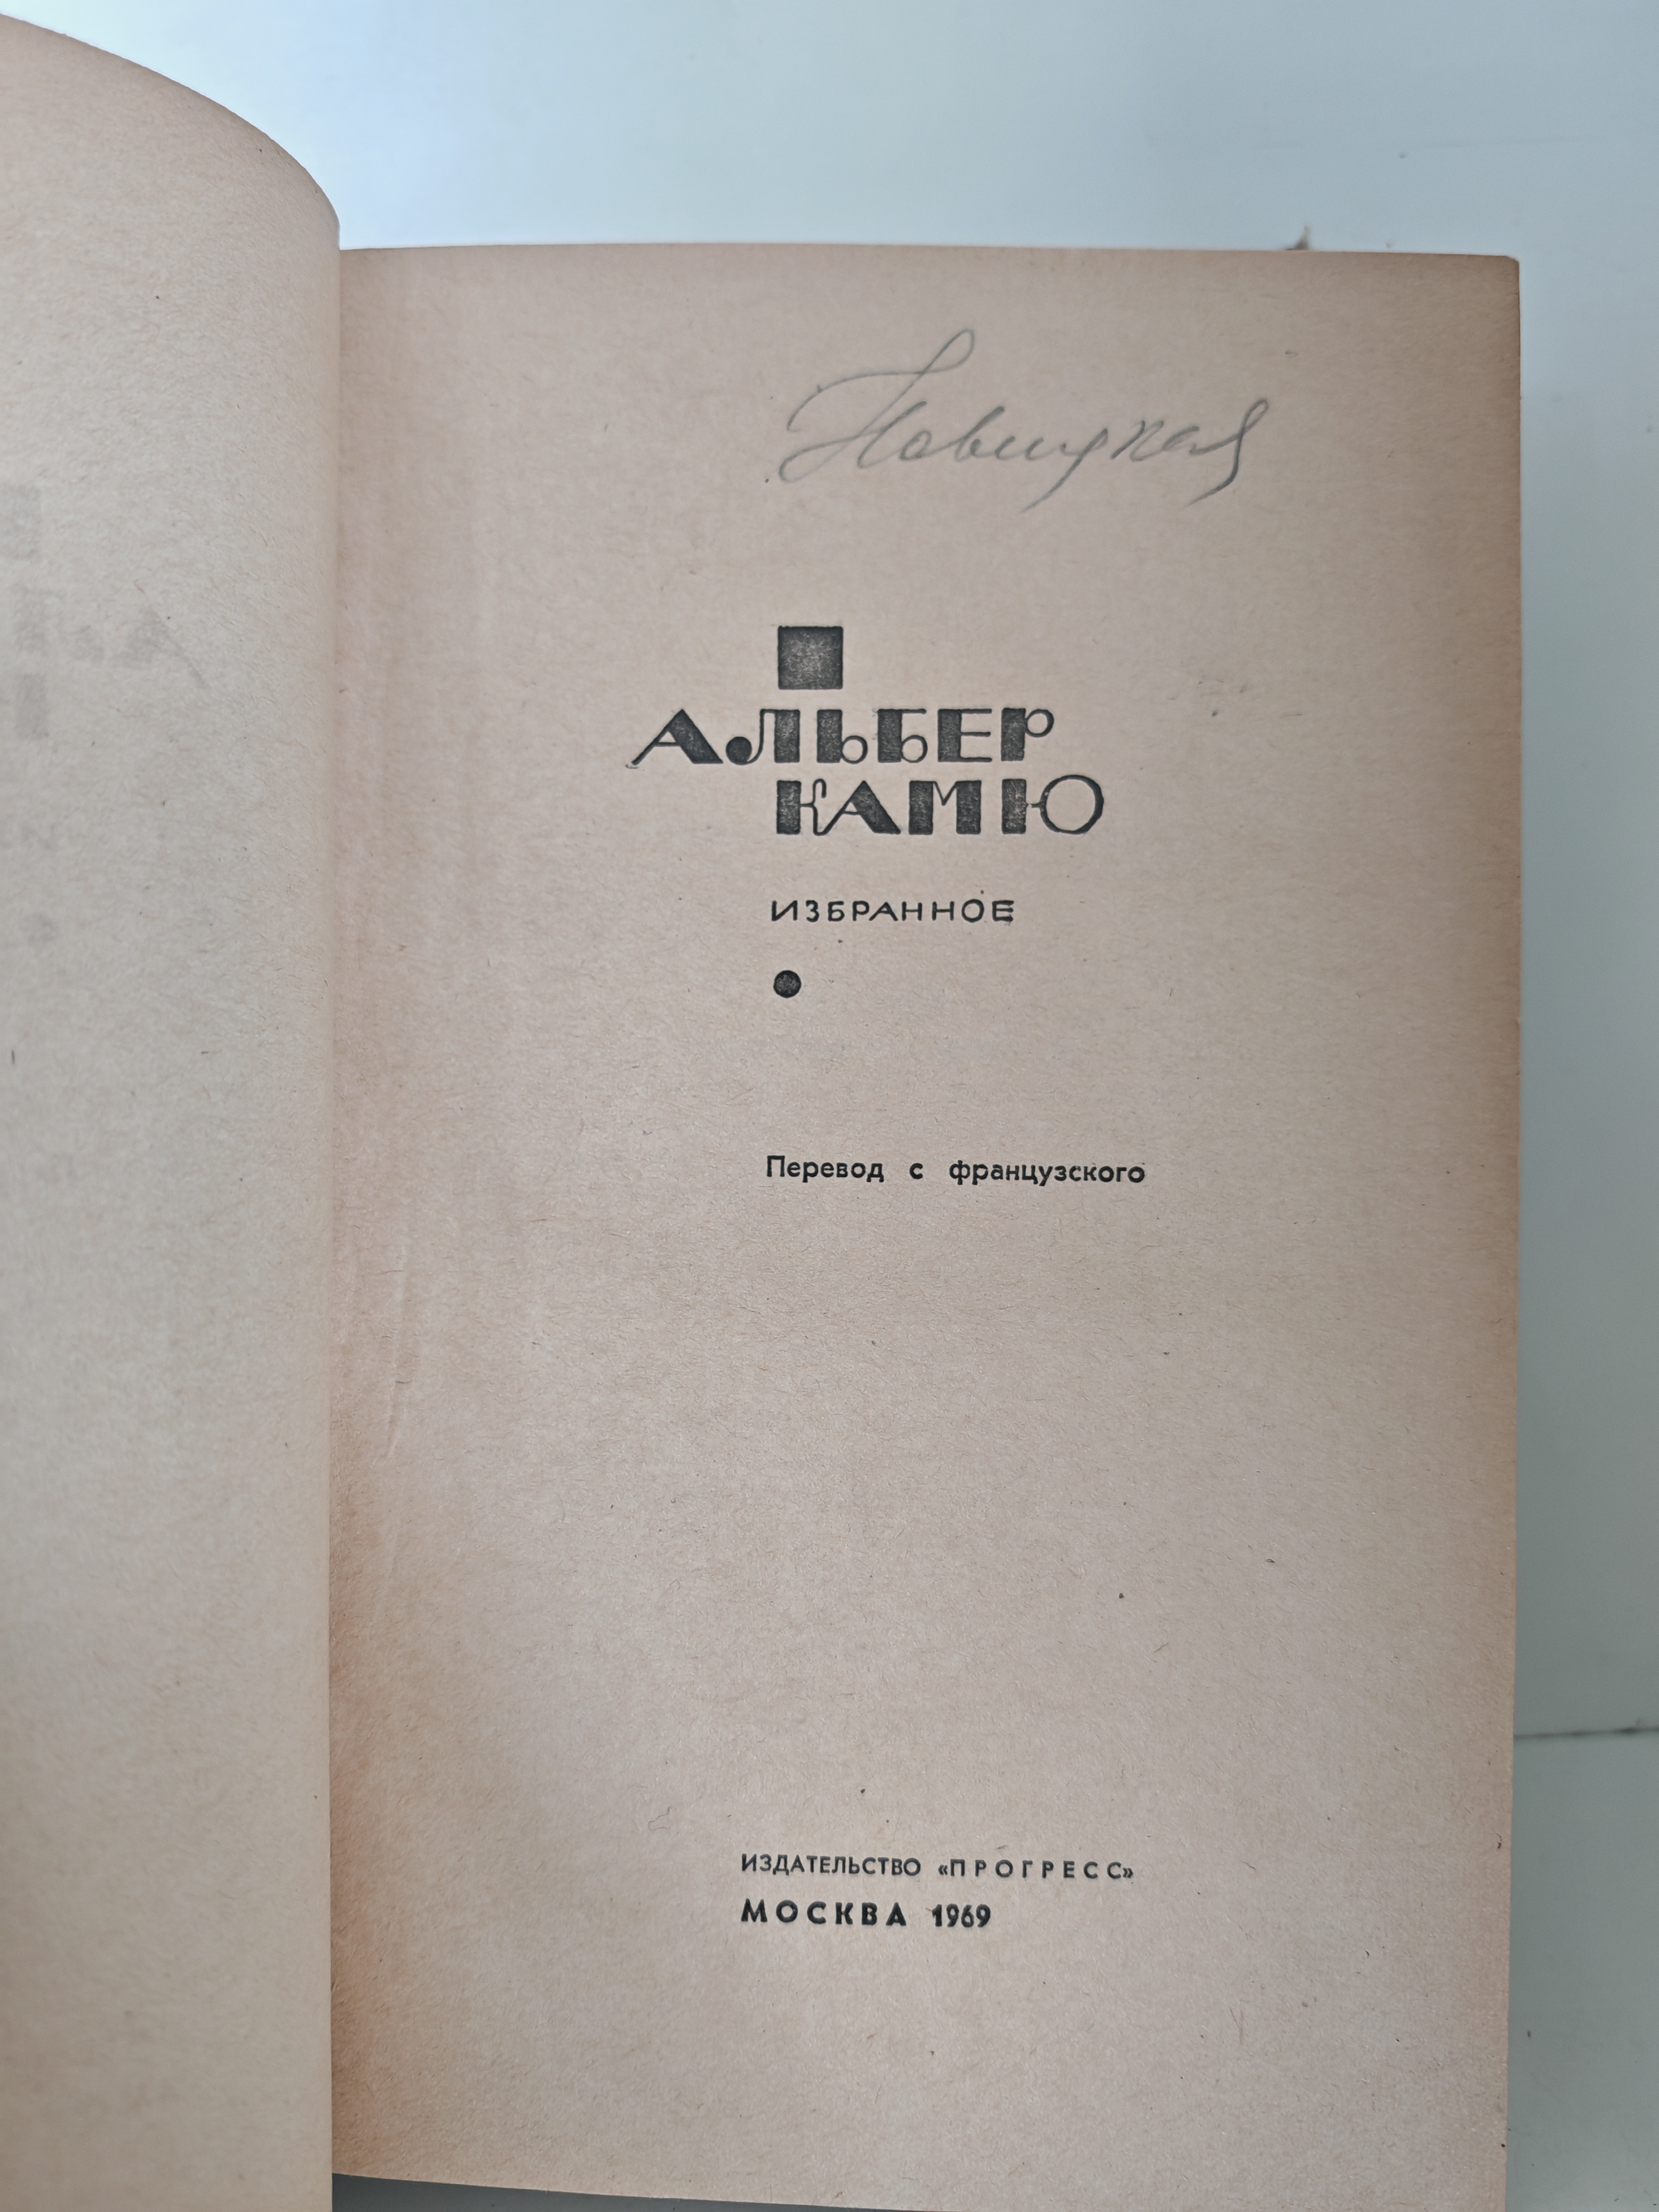 Новицкая
АЛЬБЕР
КАМЮ
ИЗБРАННОЕ
Перевод с французского
ИЗДАТЕЛЬСТВО «ПРОГРЕСС»
МОСКВА 1969